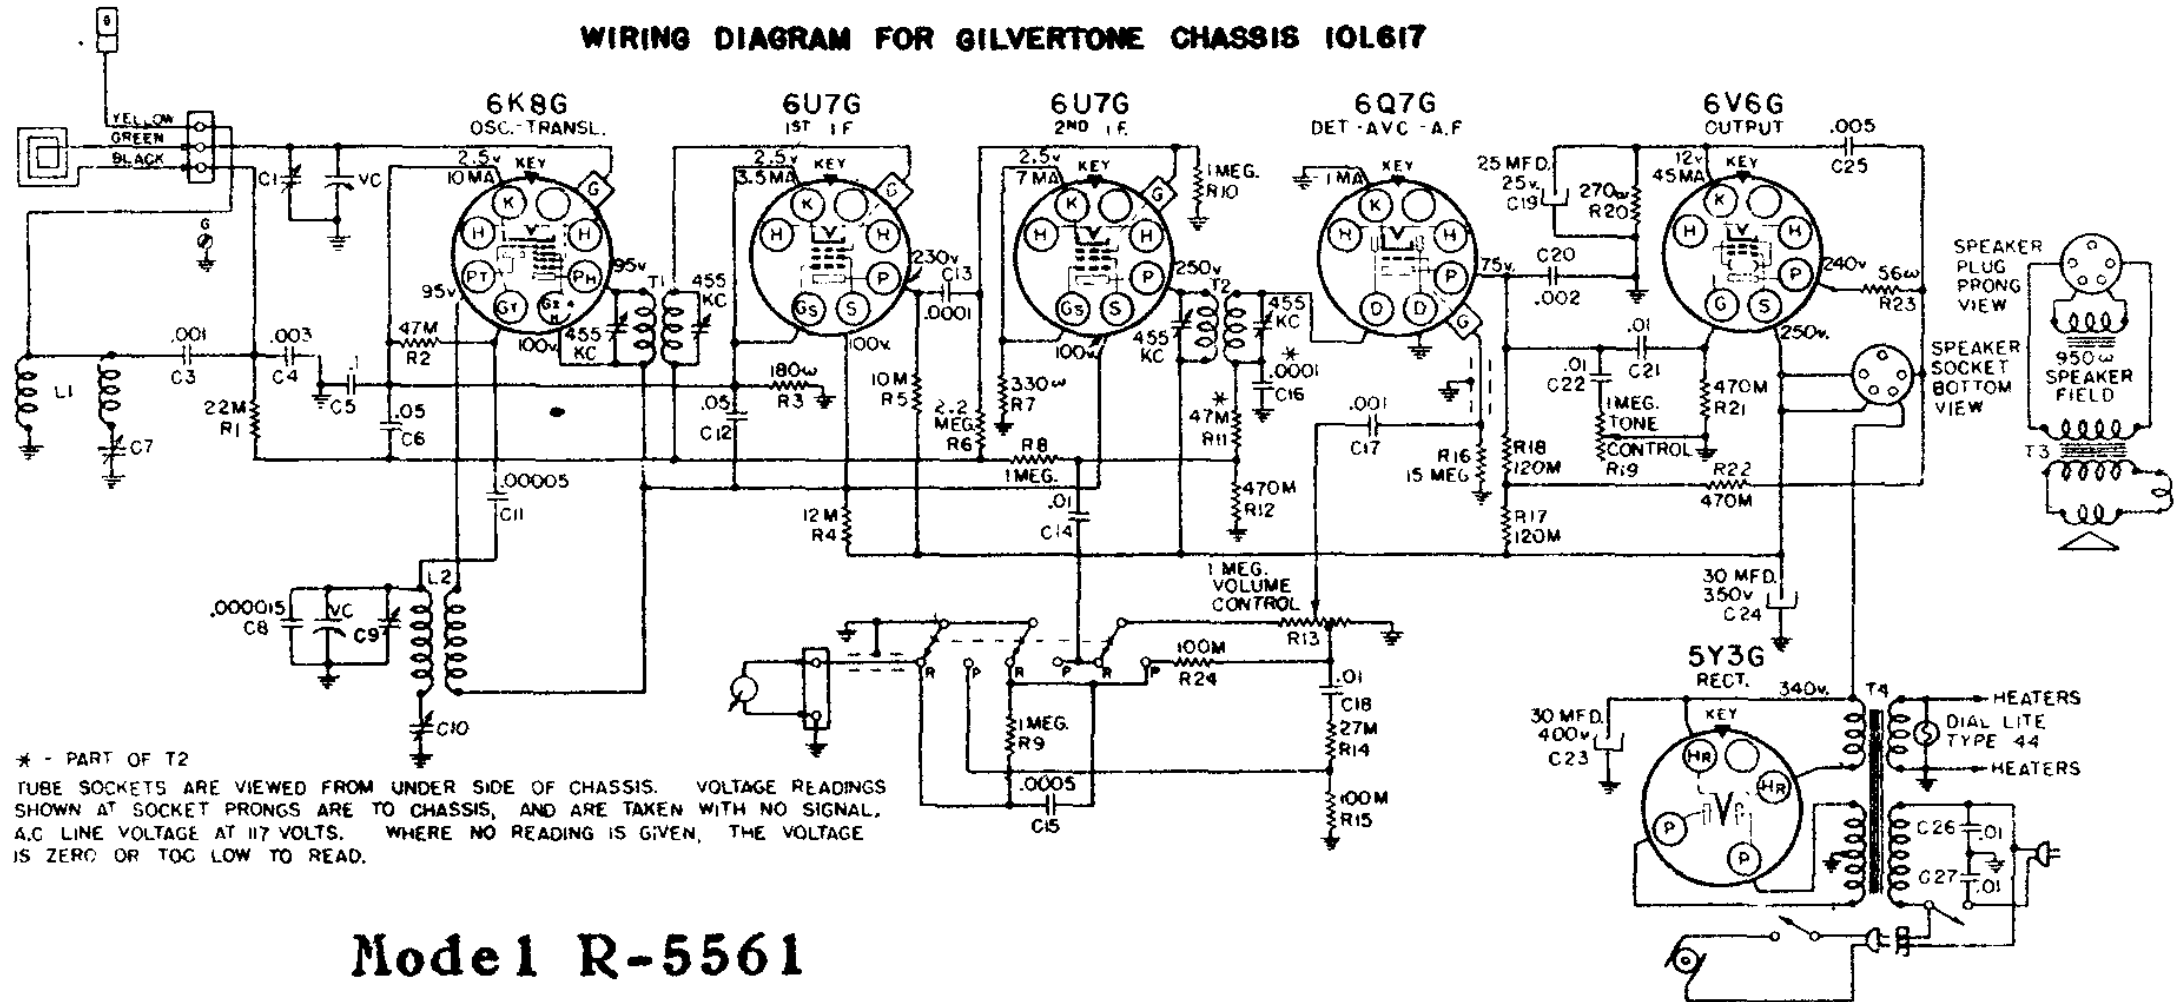 WIRING DIAGRAM FOR GILVERTONE CHASSIS 101.617
6K8G
OSC.-TRANSL.
6U7G
1ST IF
6U7G
2ND I.F.
6Q7G
DET-AVC-A.F
6V6G
OUTPUT
.005
C25
YELLOW
GREEN
BLACK
G
C1
VC
2.5v
10MA
KEY
G
K
H
H
PT
PH
GT
95v
95v
100v
2.5v
3.5MA
KEY
G
K
H
H
P
GS
S
230v
100v
2.5v
7MA
KEY
G
K
H
H
P
GS
S
250v
100v
1 MEG.
R10
1MA
KEY
K
H
H
P
D
D
G
75v.
25 MFD.
25v.
C19
270ω
R20
12v
45MA
KEY
K
H
H
P
G
S
240v
250v.
56ω
R23
C20
.002
SPEAKER
PLUG
PRONG
VIEW
SPEAKER
SOCKET
BOTTOM
VIEW
950ω
SPEAKER
FIELD
T3
L1
C7
.001
C3
.003
C4
.1
C5
22M
R1
47M
R2
.05
C6
T1
455
KC
455
KC
.00005
C11
180ω
R3
.05
C12
C13
.0001
10M
R5
2.2
MEG.
R6
330ω
R7
R8
1MEG.
12M
R4
.01
C14
T2
455
KC
455
KC
*
.0001
C16
*
47M
R11
470M
R12
.001
C17
R16
15 MEG
R18
120M
R17
120M
.01
C22
.01
C21
1MEG.
TONE
CONTROL
R19
470M
R21
R22
470M
30 MFD.
350v
C24
.000015
C8
VC
C9
L2
C10
1 MEG.
VOLUME
CONTROL
R13
R
P
R
P
R
P
100M
R24
.01
C18
27M
R14
100M
R15
1MEG.
R9
.0005
C15
5Y3G
RECT.
340v.
KEY
HR
HR
P
P
30 MFD.
400v
C23
T4
HEATERS
DIAL LITE
TYPE 44
HEATERS
C26
.01
C27
.01
* - PART OF T2
TUBE SOCKETS ARE VIEWED FROM UNDER SIDE OF CHASSIS. VOLTAGE READINGS
SHOWN AT SOCKET PRONGS ARE TO CHASSIS, AND ARE TAKEN WITH NO SIGNAL.
A.C LINE VOLTAGE AT 117 VOLTS. WHERE NO READING IS GIVEN, THE VOLTAGE
IS ZERO OR TOO LOW TO READ.
Model R-5561